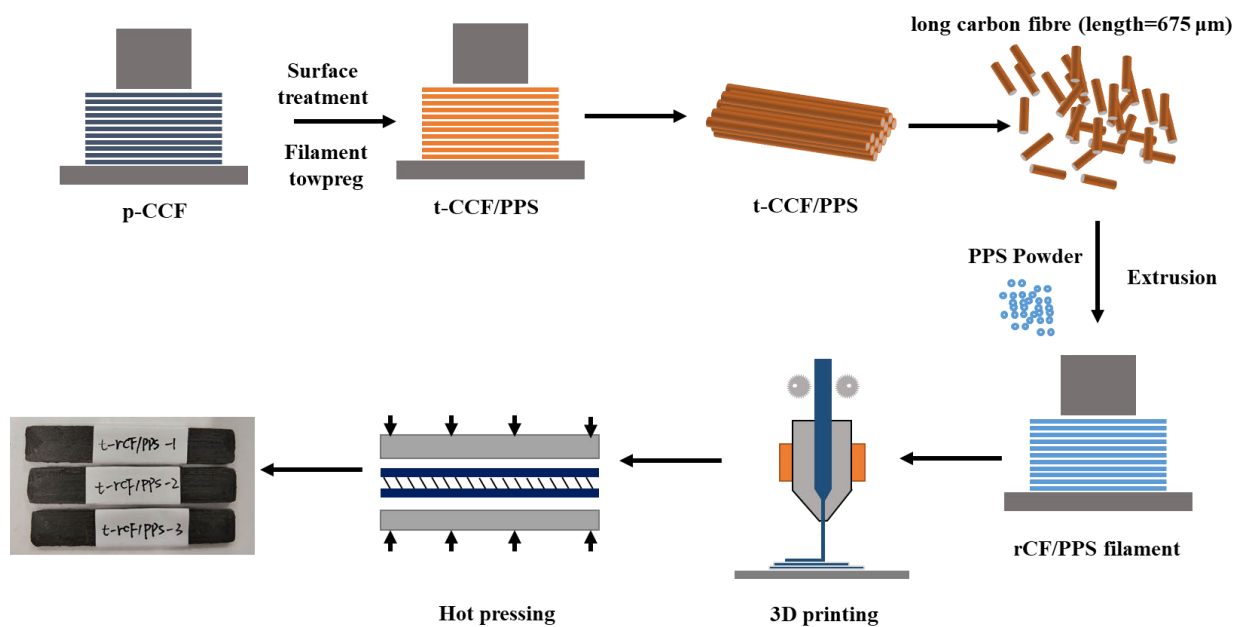 long carbon fibre (length=675 μm)
Surface
treatment
Filament
towpreg
p-CCF
t-CCF/PPS
t-CCF/PPS
PPS Powder
Extrusion
t-rCF/PPS-1
t-rCF/PPS-2
t-rCF/PPS-3
rCF/PPS filament
Hot pressing
3D printing